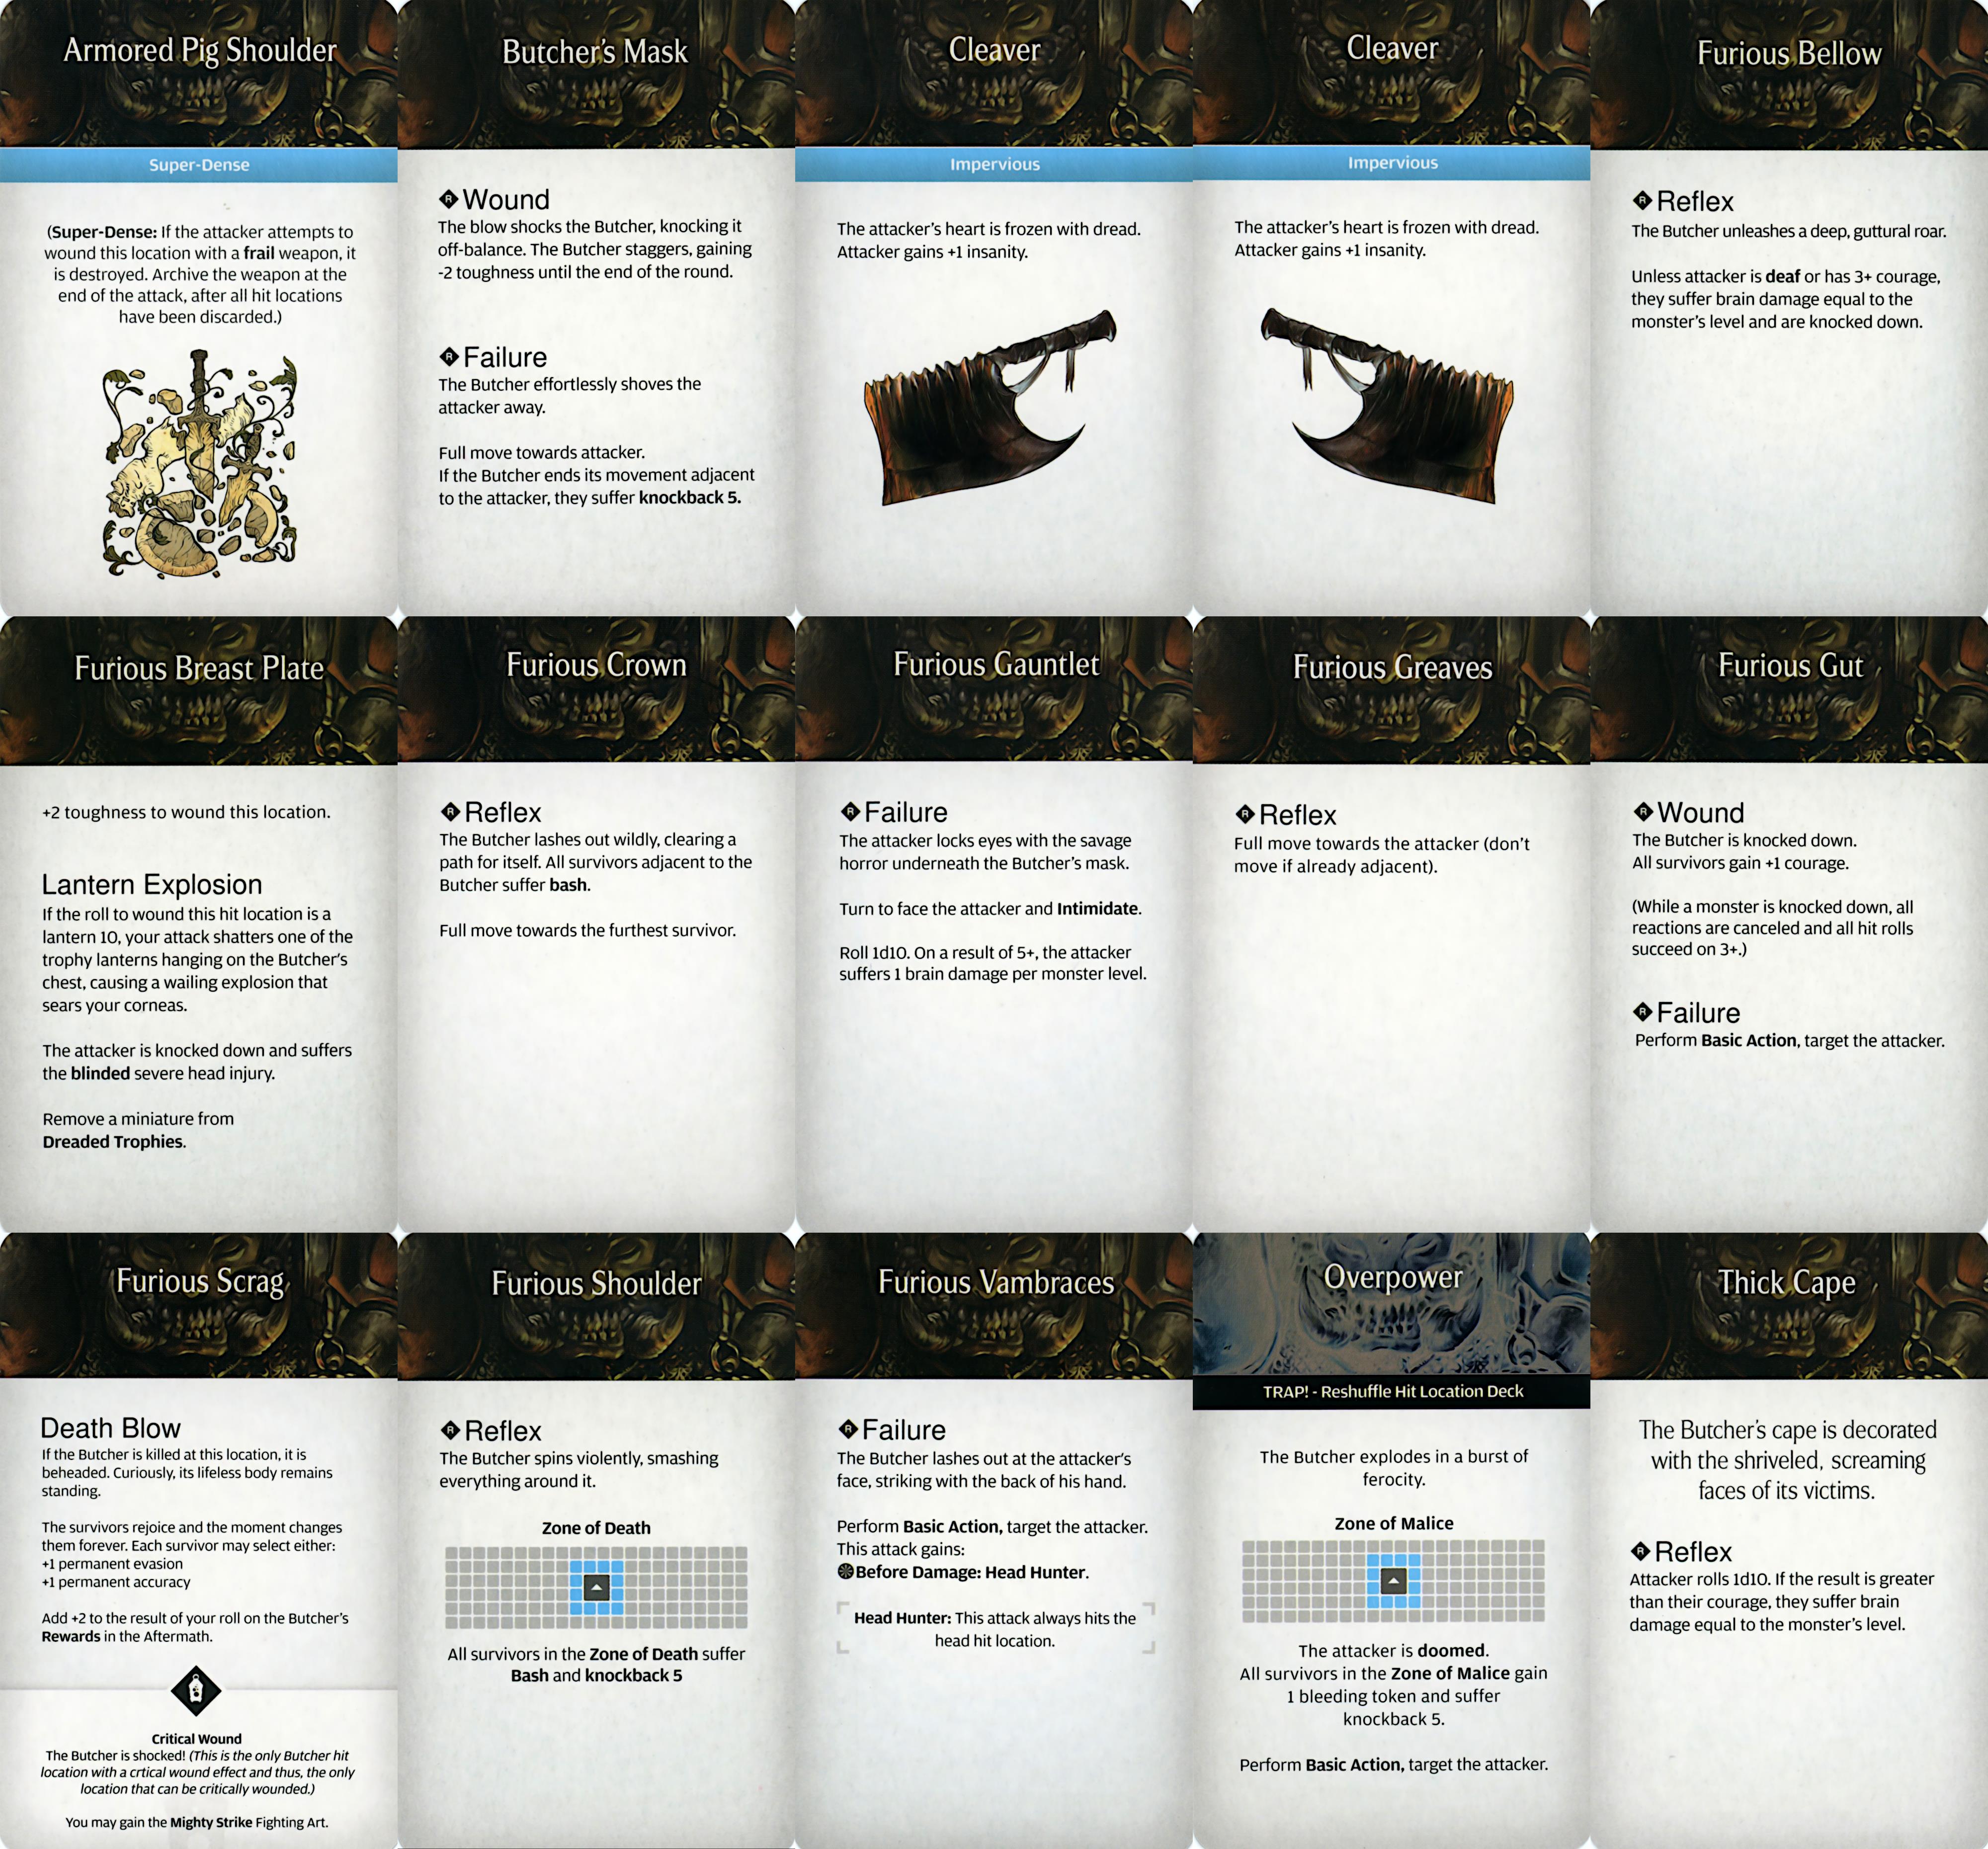 Armored Pig Shoulder
Super-Dense
(Super-Dense: If the attacker attempts to
wound this location with a frail weapon, it
is destroyed. Archive the weapon at the
end of the attack, after all hit locations
have been discarded.)
Butcher's Mask
R Wound
The blow shocks the Butcher, knocking it
off-balance. The Butcher staggers, gaining
-2 toughness until the end of the round.
R Failure
The Butcher effortlessly shoves the
attacker away.
Full move towards attacker.
If the Butcher ends its movement adjacent
to the attacker, they suffer knockback 5.
Cleaver
Impervious
The attacker's heart is frozen with dread.
Attacker gains +1 insanity.
Cleaver
Impervious
The attacker's heart is frozen with dread.
Attacker gains +1 insanity.
Furious Bellow
R Reflex
The Butcher unleashes a deep, guttural roar.
Unless attacker is deaf or has 3+ courage,
they suffer brain damage equal to the
monster's level and are knocked down.
Furious Breast Plate
+2 toughness to wound this location.
Lantern Explosion
If the roll to wound this hit location is a
lantern 10, your attack shatters one of the
trophy lanterns hanging on the Butcher's
chest, causing a wailing explosion that
sears your corneas.
The attacker is knocked down and suffers
the blinded severe head injury.
Remove a miniature from
Dreaded Trophies.
Furious Crown
R Reflex
The Butcher lashes out wildly, clearing a
path for itself. All survivors adjacent to the
Butcher suffer bash.
Full move towards the furthest survivor.
Furious Gauntlet
R Failure
The attacker locks eyes with the savage
horror underneath the Butcher's mask.
Turn to face the attacker and Intimidate.
Roll 1d10. On a result of 5+, the attacker
suffers 1 brain damage per monster level.
Furious Greaves
R Reflex
Full move towards the attacker (don't
move if already adjacent).
Furious Gut
R Wound
The Butcher is knocked down.
All survivors gain +1 courage.
(While a monster is knocked down, all
reactions are canceled and all hit rolls
succeed on 3+.)
R Failure
Perform Basic Action, target the attacker.
Furious Scrag
Death Blow
If the Butcher is killed at this location, it is
beheaded. Curiously, its lifeless body remains
standing.
The survivors rejoice and the moment changes
them forever. Each survivor may select either:
+1 permanent evasion
+1 permanent accuracy
Add +2 to the result of your roll on the Butcher's
Rewards in the Aftermath.
Critical Wound
The Butcher is shocked! (This is the only Butcher hit
location with a crtical wound effect and thus, the only
location that can be critically wounded.)
You may gain the Mighty Strike Fighting Art.
Furious Shoulder
R Reflex
The Butcher spins violently, smashing
everything around it.
Zone of Death
All survivors in the Zone of Death suffer
Bash and knockback 5
Furious Vambraces
R Failure
The Butcher lashes out at the attacker's
face, striking with the back of his hand.
Perform Basic Action, target the attacker.
This attack gains:
Before Damage: Head Hunter.
Head Hunter: This attack always hits the
head hit location.
Overpower
TRAP! - Reshuffle Hit Location Deck
The Butcher explodes in a burst of
ferocity.
Zone of Malice
The attacker is doomed.
All survivors in the Zone of Malice gain
1 bleeding token and suffer
knockback 5.
Perform Basic Action, target the attacker.
Thick Cape
The Butcher's cape is decorated
with the shriveled, screaming
faces of its victims.
R Reflex
Attacker rolls 1d10. If the result is greater
than their courage, they suffer brain
damage equal to the monster's level.